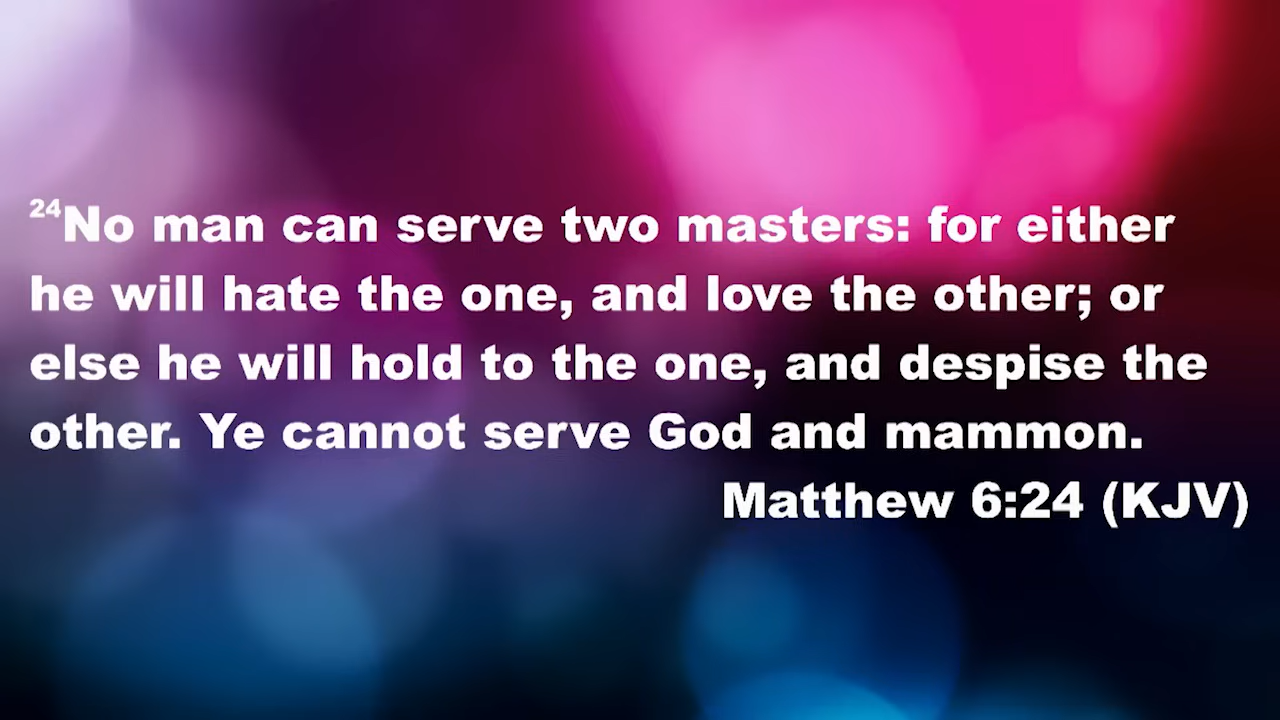 24No man can serve two masters: for either
he will hate the one, and love the other; or
else he will hold to the one, and despise the
other. Ye cannot serve God and mammon.
Matthew 6:24 (KJV)